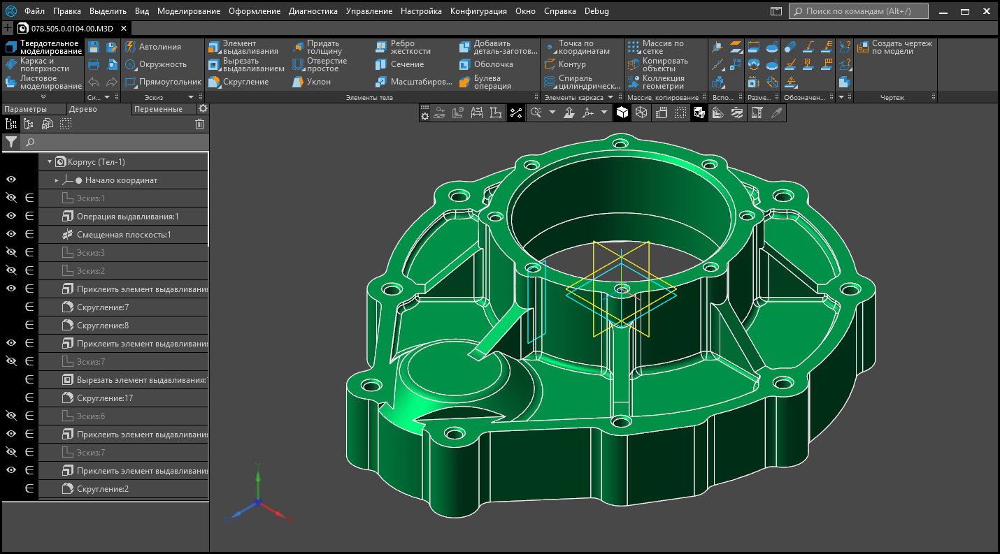 Файл Правка Выделить Вид Моделирование Оформление Диагностика Управление Настройка Конфигурация Окно Справка Debug
Поиск по командам (Alt+/)
078.505.0.0104.00.M3D
Твердотельное моделирование
Каркас и поверхности
Листовое моделирование
Автолиния
Окружность
Прямоугольник
Элемент выдавливания
Вырезать выдавливанием
Скругление
Придать толщину
Отверстие простое
Уклон
Ребро жесткости
Сечение
Масштабиров...
Добавить деталь-заготов...
Оболочка
Булева операция
Точка по координатам
Контур
Спираль цилиндрическ...
Массив по сетке
Копировать объекты
Коллекция геометрии
Создать чертеж по модели
Си... Эскиз Элементы тела Элементы каркаса Массив, копирование Вспо... Разме... Обозначен... Чертеж
Параметры Дерево Переменные
Корпус (Тел-1)
Начало координат
Эскиз:1
Операция выдавливания:1
Смещенная плоскость:1
Эскиз:3
Эскиз:2
Приклеить элемент выдавливани
Скругление:7
Скругление:8
Приклеить элемент выдавливани
Эскиз:7
Вырезать элемент выдавливания:
Скругление:17
Эскиз:6
Приклеить элемент выдавливани
Эскиз:7
Приклеить элемент выдавливани
Скругление:2
Y
Z
X